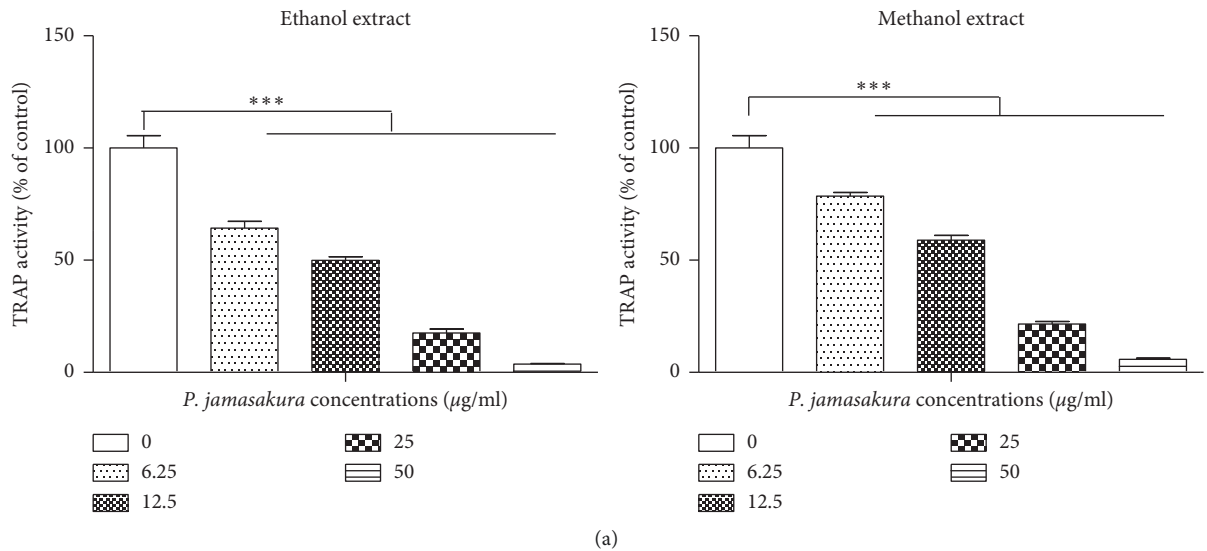 Ethanol extract
150
100
50
0
TRAP activity (% of control)
***
P. jamasakura concentrations (µg/ml)
0
6.25
12.5
25
50
Methanol extract
150
100
50
0
TRAP activity (% of control)
***
P. jamasakura concentrations (µg/ml)
0
6.25
12.5
25
50
(a)